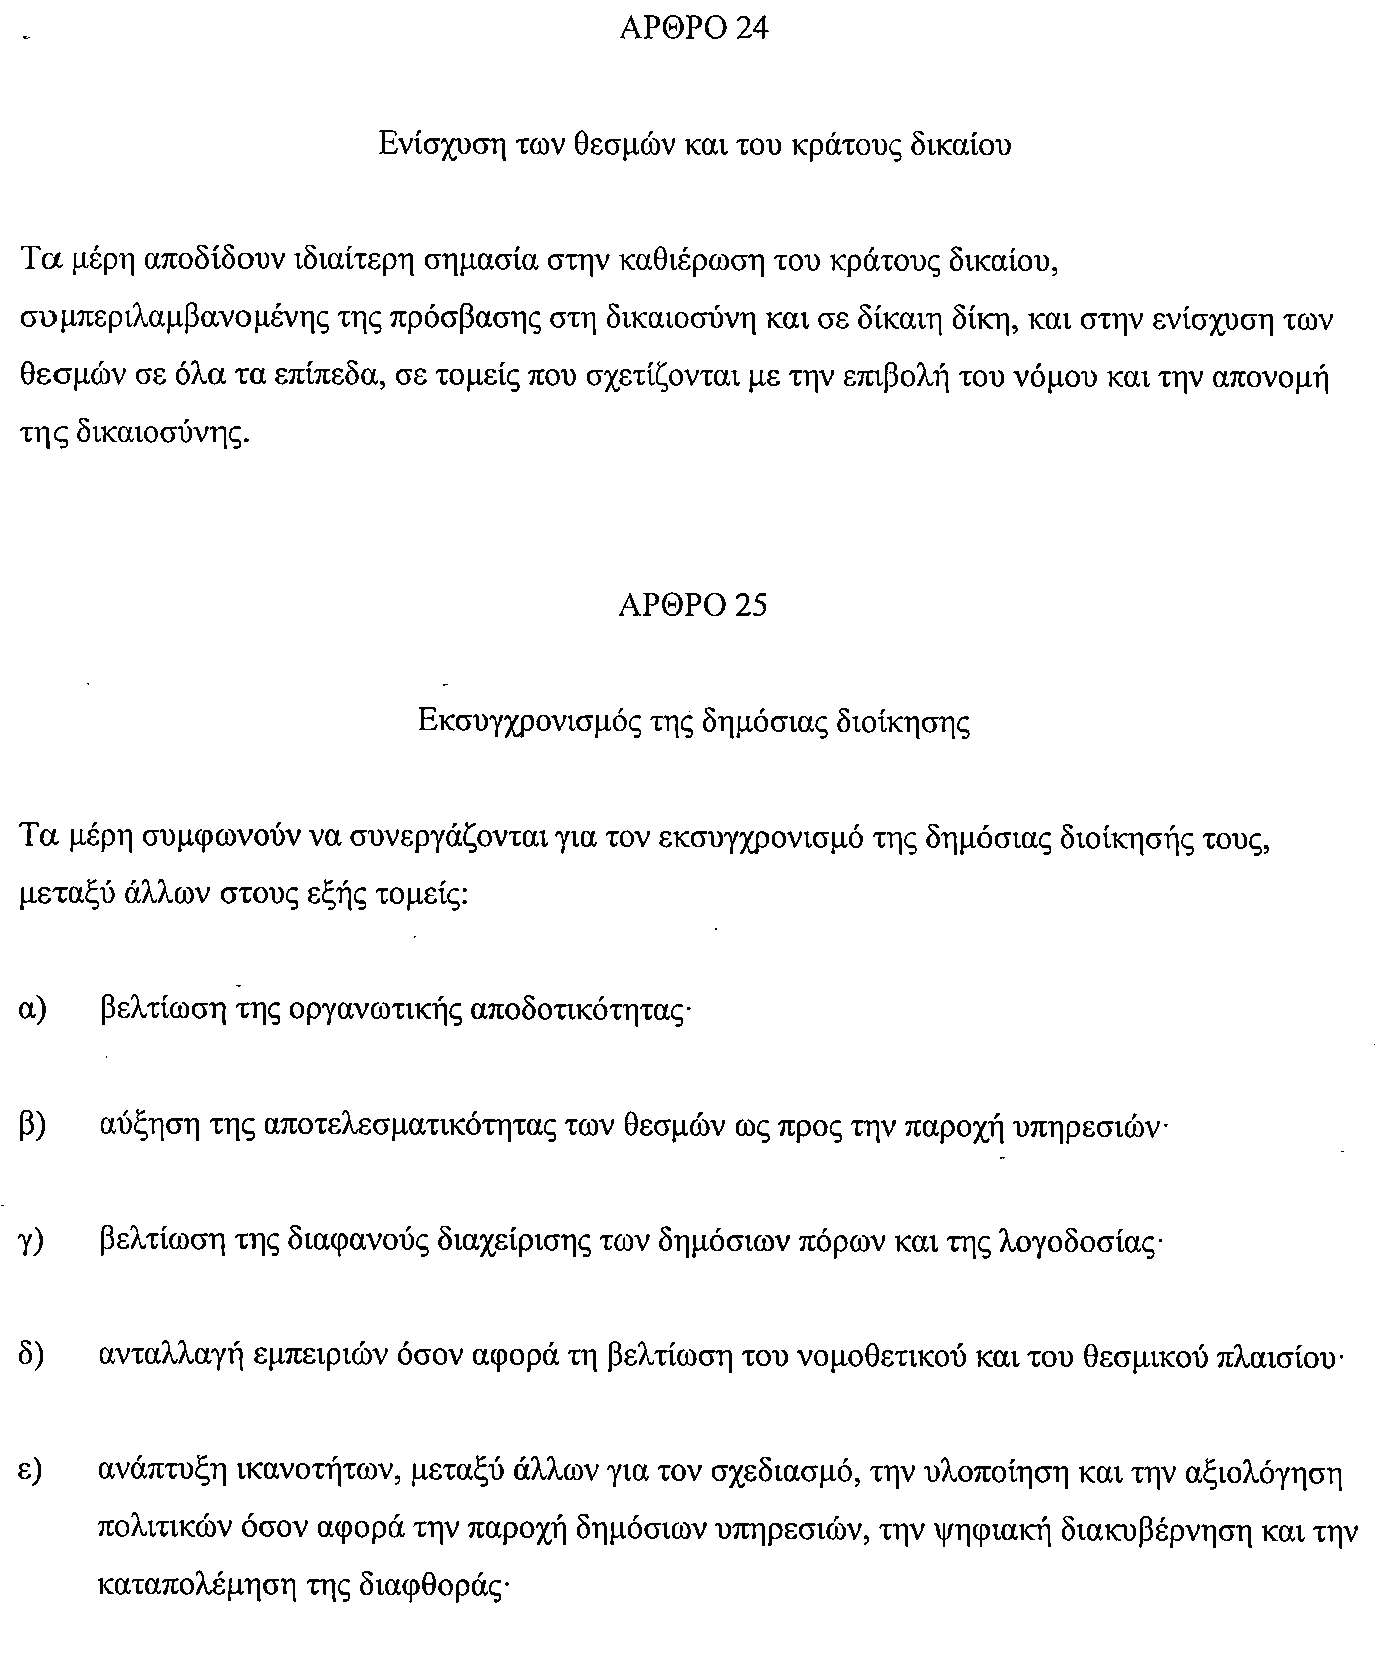 ΑΡΘΡΟ 24
Ενίσχυση των θεσμών και του κράτους δικαίου
Τα μέρη αποδίδουν ιδιαίτερη σημασία στην καθιέρωση του κράτους δικαίου,
συμπεριλαμβανομένης της πρόσβασης στη δικαιοσύνη και σε δίκαιη δίκη, και στην ενίσχυση των
θεσμών σε όλα τα επίπεδα, σε τομείς που σχετίζονται με την επιβολή του νόμου και την απονομή
της δικαιοσύνης.
ΑΡΘΡΟ 25
Εκσυγχρονισμός της δημόσιας διοίκησης
Τα μέρη συμφωνούν να συνεργάζονται για τον εκσυγχρονισμό της δημόσιας διοίκησής τους,
μεταξύ άλλων στους εξής τομείς:
α) βελτίωση της οργανωτικής αποδοτικότητας·
β) αύξηση της αποτελεσματικότητας των θεσμών ως προς την παροχή υπηρεσιών·
γ) βελτίωση της διαφανούς διαχείρισης των δημόσιων πόρων και της λογοδοσίας·
δ) ανταλλαγή εμπειριών όσον αφορά τη βελτίωση του νομοθετικού και του θεσμικού πλαισίου·
ε) ανάπτυξη ικανοτήτων, μεταξύ άλλων για τον σχεδιασμό, την υλοποίηση και την αξιολόγηση
πολιτικών όσον αφορά την παροχή δημόσιων υπηρεσιών, την ψηφιακή διακυβέρνηση και την
καταπολέμηση της διαφθοράς·